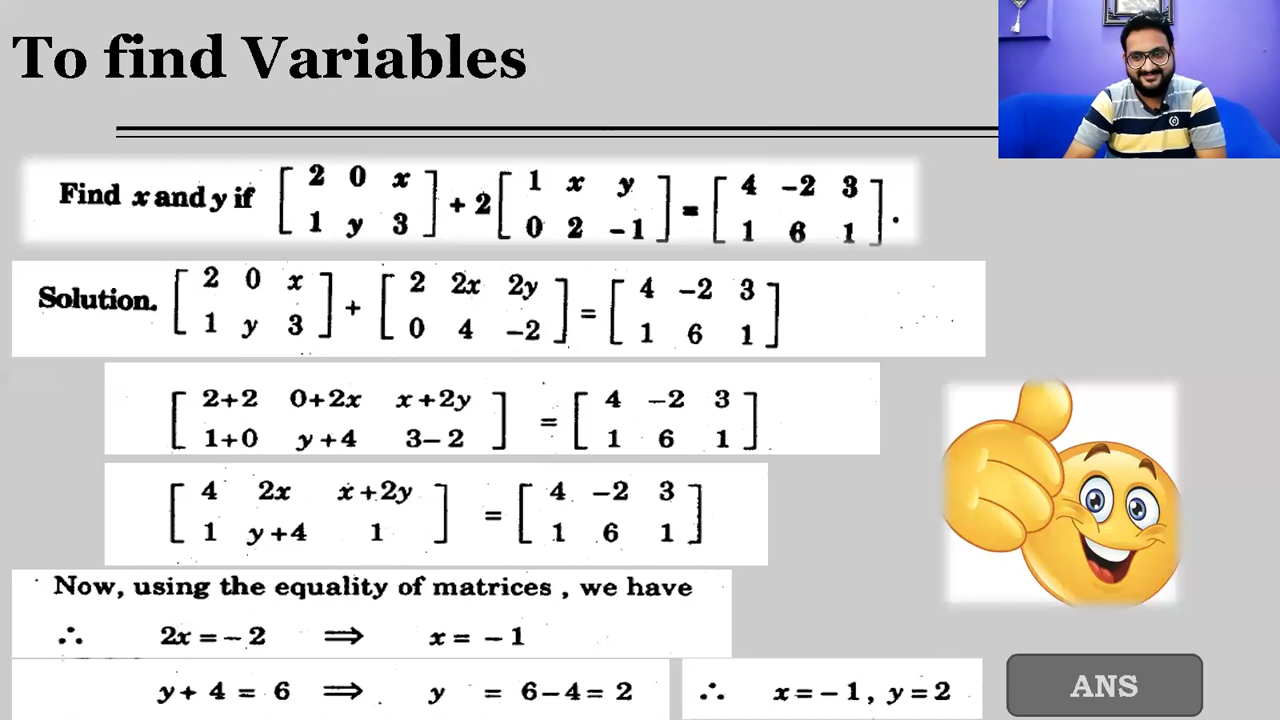 To find Variables
Find x and y if [ 2 0 x ; 1 y 3 ] + 2 [ 1 x y ; 0 2 −1 ] = [ 4 −2 3 ; 1 6 1 ].
Solution. [ 2 0 x ; 1 y 3 ] + [ 2 2x 2y ; 0 4 −2 ] = [ 4 −2 3 ; 1 6 1 ]
[ 2+2 0+2x x+2y ; 1+0 y+4 3−2 ] = [ 4 −2 3 ; 1 6 1 ]
[ 4 2x x+2y ; 1 y+4 1 ] = [ 4 −2 3 ; 1 6 1 ]
Now, using the equality of matrices , we have
∴ 2x = − 2 ⟹ x = − 1
y + 4 = 6 ⟹ y = 6−4 = 2 ∴ x = − 1 , y = 2
ANS